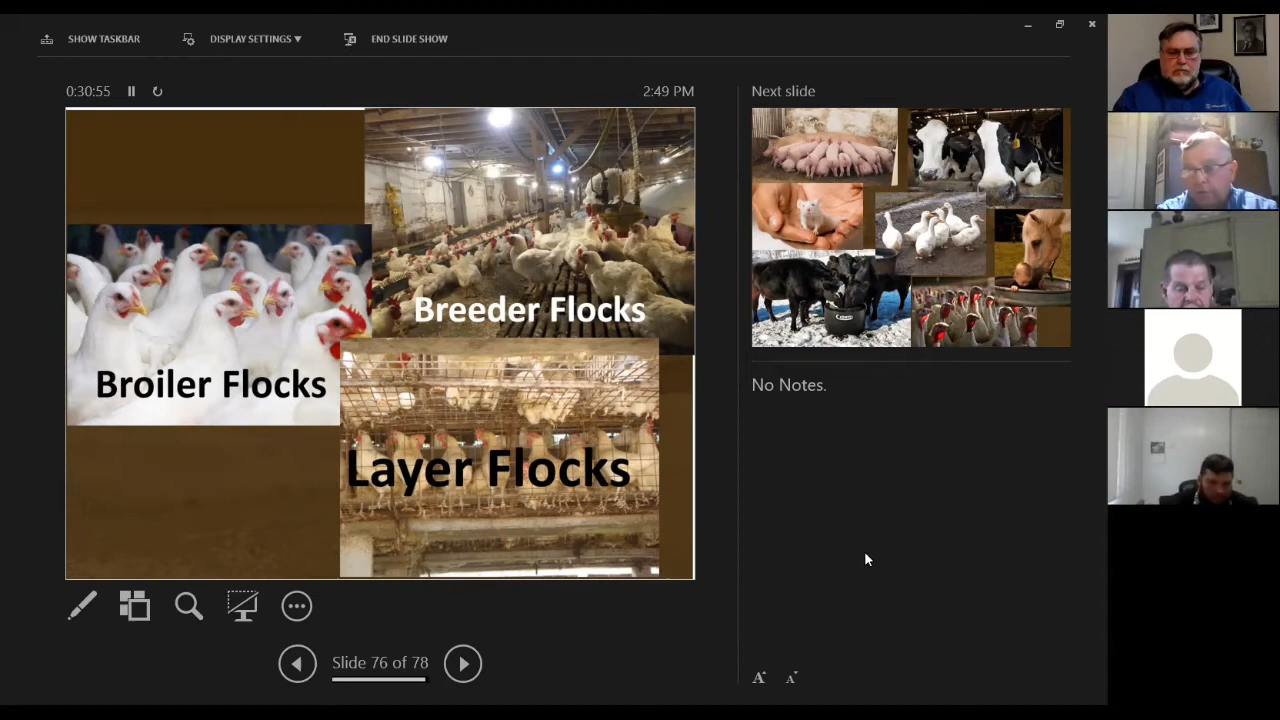 SHOW TASKBAR
DISPLAY SETTINGS ▼
END SLIDE SHOW
0:30:55
2:49 PM
Next slide
Breeder Flocks
Broiler Flocks
Layer Flocks
No Notes.
Slide 76 of 78
A A